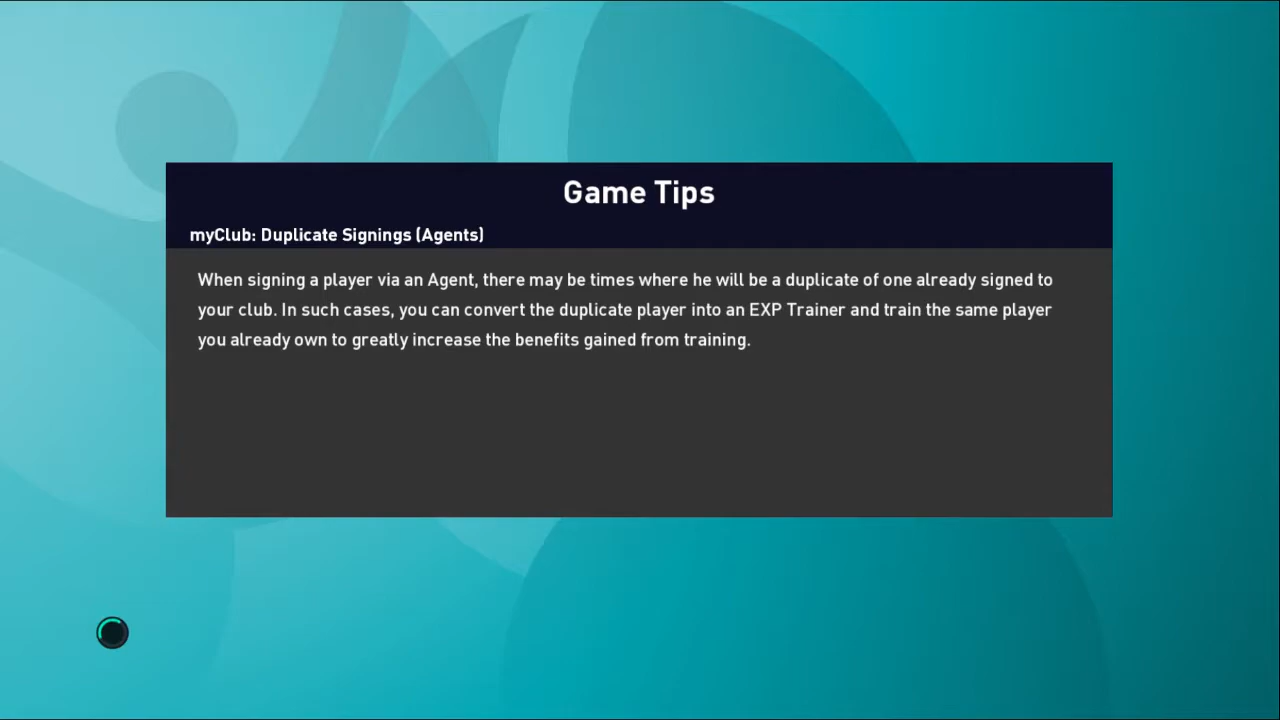 Game Tips
myClub: Duplicate Signings (Agents)
When signing a player via an Agent, there may be times where he will be a duplicate of one already signed to
your club. In such cases, you can convert the duplicate player into an EXP Trainer and train the same player
you already own to greatly increase the benefits gained from training.